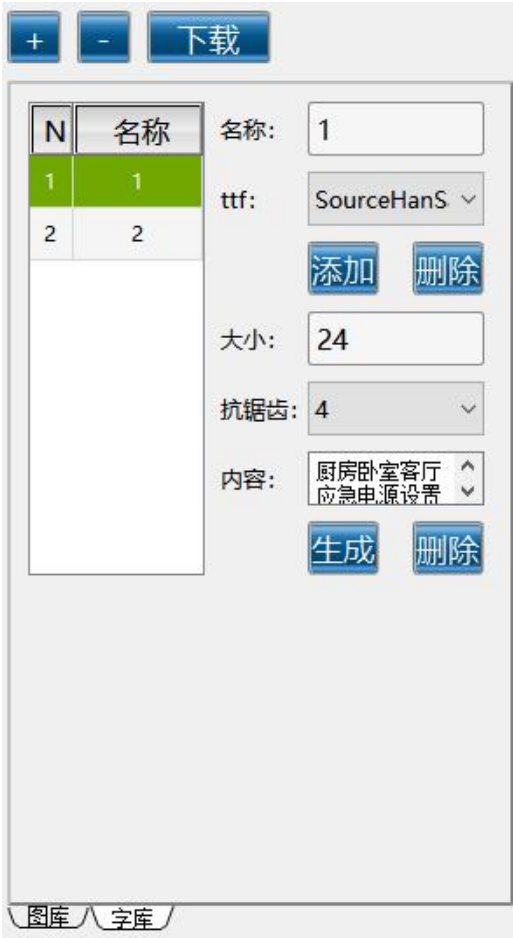 + - 下载
N 名称
1 1
2 2
名称: 1
ttf: SourceHanS
添加 删除
大小: 24
抗锯齿: 4
内容: 厨房卧室客厅
应急电源设置
生成 删除
图库 字库